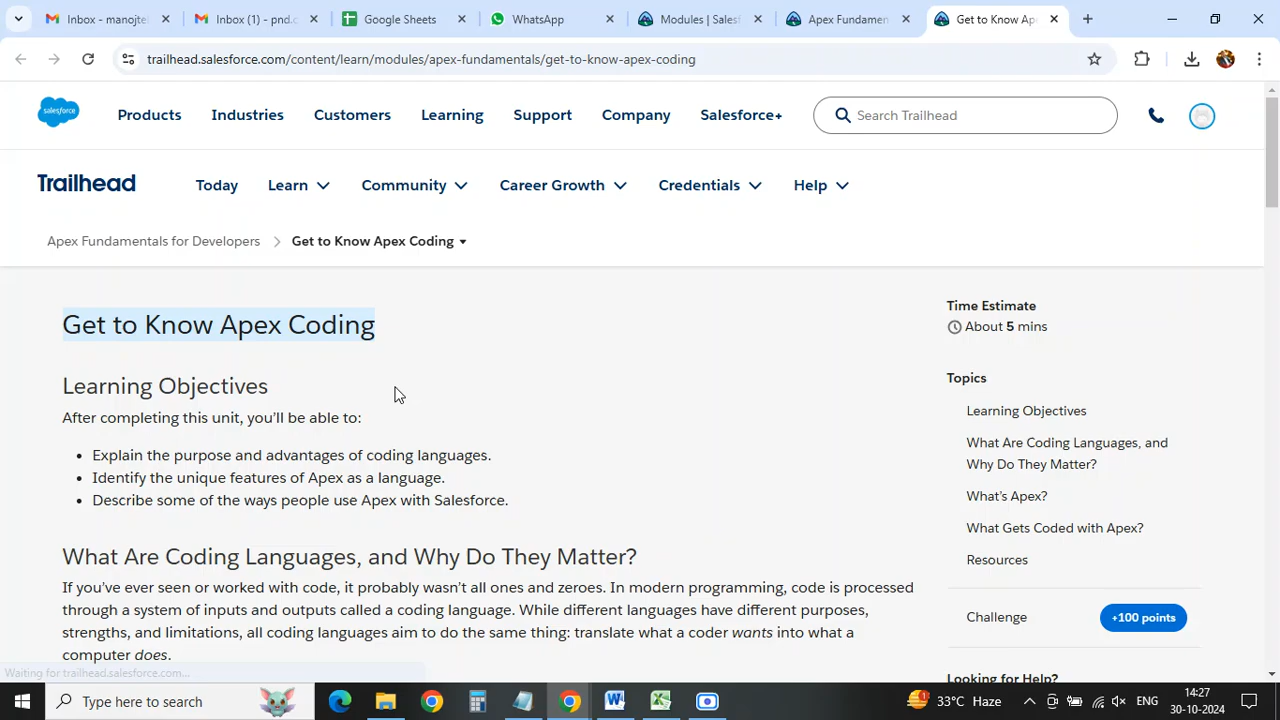 Inbox - manojtel
Inbox (1) - pnd.c
Google Sheets
WhatsApp
Modules | Salesf
Apex Fundamen
Get to Know Ape
trailhead.salesforce.com/content/learn/modules/apex-fundamentals/get-to-know-apex-coding
salesforce
Products
Industries
Customers
Learning
Support
Company
Salesforce+
Search Trailhead
Trailhead
Today
Learn
Community
Career Growth
Credentials
Help
Apex Fundamentals for Developers
Get to Know Apex Coding
Get to Know Apex Coding
Learning Objectives
After completing this unit, you'll be able to:
• Explain the purpose and advantages of coding languages.
• Identify the unique features of Apex as a language.
• Describe some of the ways people use Apex with Salesforce.
What Are Coding Languages, and Why Do They Matter?
If you've ever seen or worked with code, it probably wasn't all ones and zeroes. In modern programming, code is processed
through a system of inputs and outputs called a coding language. While different languages have different purposes,
strengths, and limitations, all coding languages aim to do the same thing: translate what a coder wants into what a
computer does.
Time Estimate
About 5 mins
Topics
Learning Objectives
What Are Coding Languages, and
Why Do They Matter?
What's Apex?
What Gets Coded with Apex?
Resources
Challenge
+100 points
Looking for Help?
Waiting for trailhead.salesforce.com...
Type here to search
1
33°C Haze
ENG
14:27
30-10-2024